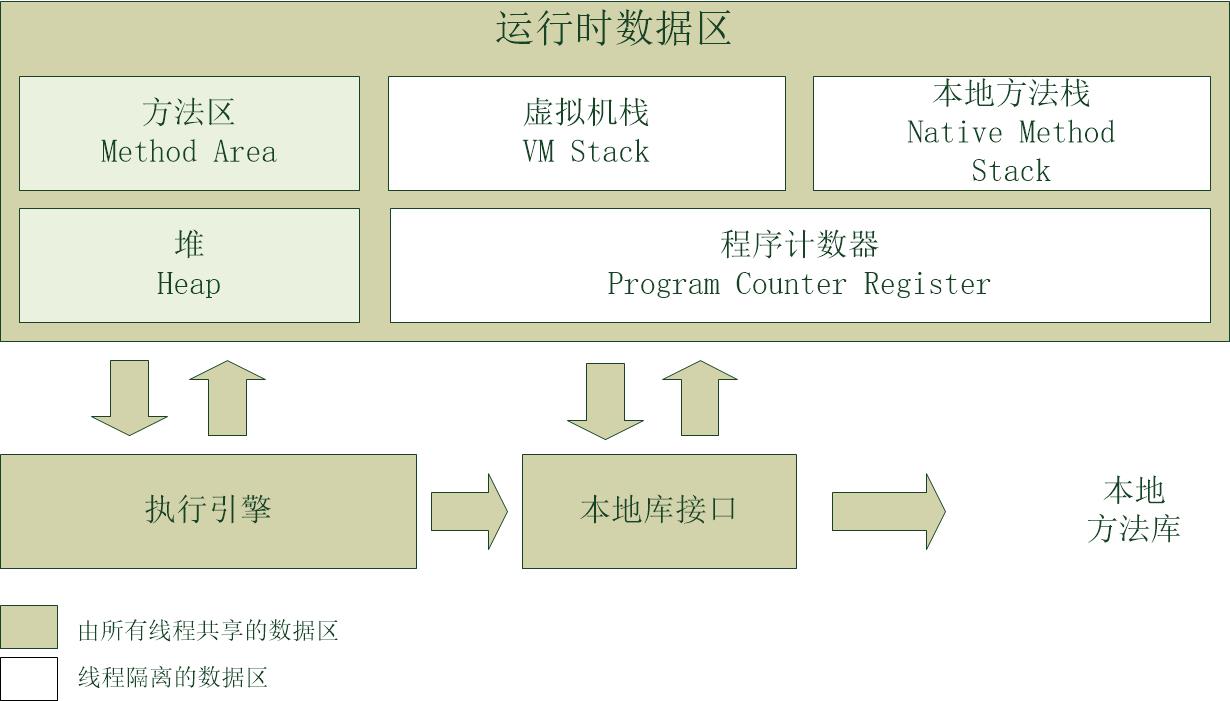 运行时数据区
方法区
Method Area
虚拟机栈
VM Stack
本地方法栈
Native Method
Stack
堆
Heap
程序计数器
Program Counter Register
执行引擎
本地库接口
本地
方法库
由所有线程共享的数据区
线程隔离的数据区